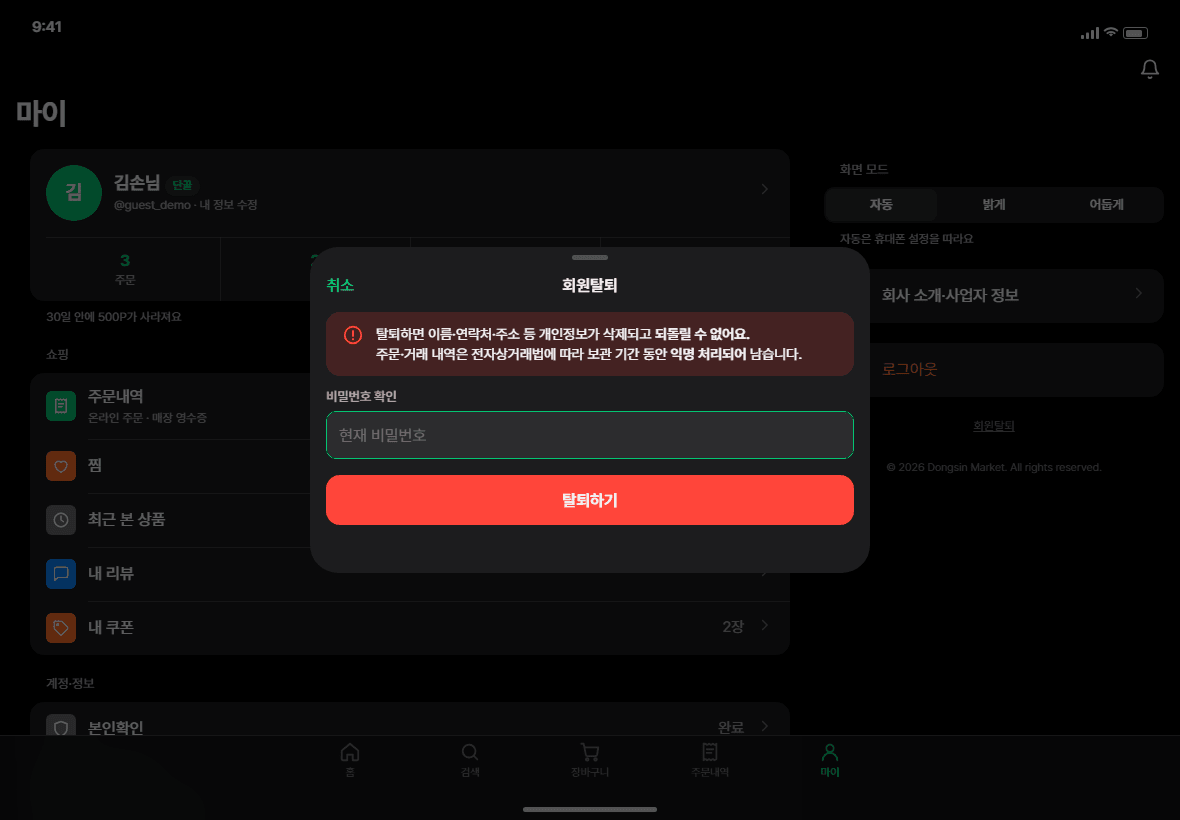 9:41
마이
김
김손님 단골
@guest_demo · 내 정보 수정
3
주문
30일 안에 500P가 사라져요
쇼핑
주문내역
온라인 주문 · 매장 영수증
찜
최근 본 상품
내 리뷰
내 쿠폰
2장
계정·정보
본인확인
완료
화면 모드
자동
밝게
어둡게
자동은 휴대폰 설정을 따라요
회사 소개·사업자 정보
로그아웃
회원탈퇴
© 2026 Dongsin Market. All rights reserved.
취소
회원탈퇴
탈퇴하면 이름·연락처·주소 등 개인정보가 삭제되고 되돌릴 수 없어요.
주문·거래 내역은 전자상거래법에 따라 보관 기간 동안 익명 처리되어 남습니다.
비밀번호 확인
현재 비밀번호
탈퇴하기
홈
검색
장바구니
주문내역
마이